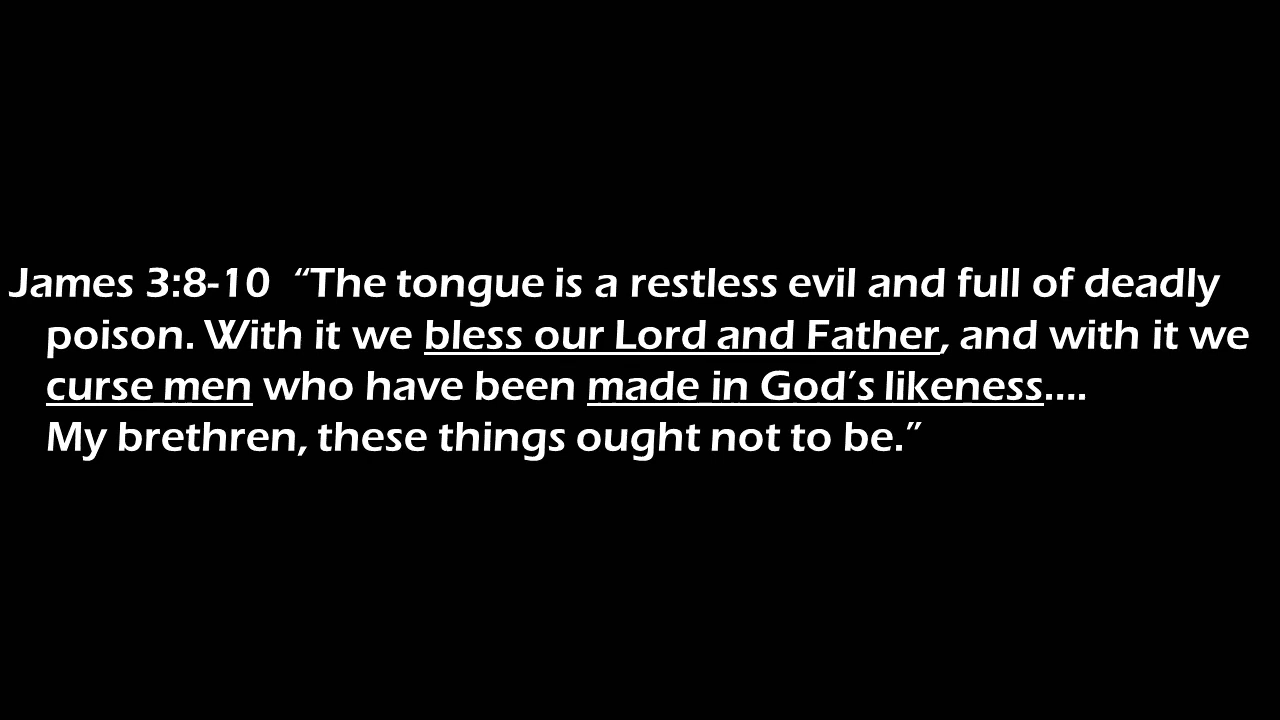 James 3:8-10  “The tongue is a restless evil and full of deadly
poison. With it we bless our Lord and Father, and with it we
curse men who have been made in God’s likeness….
My brethren, these things ought not to be.”